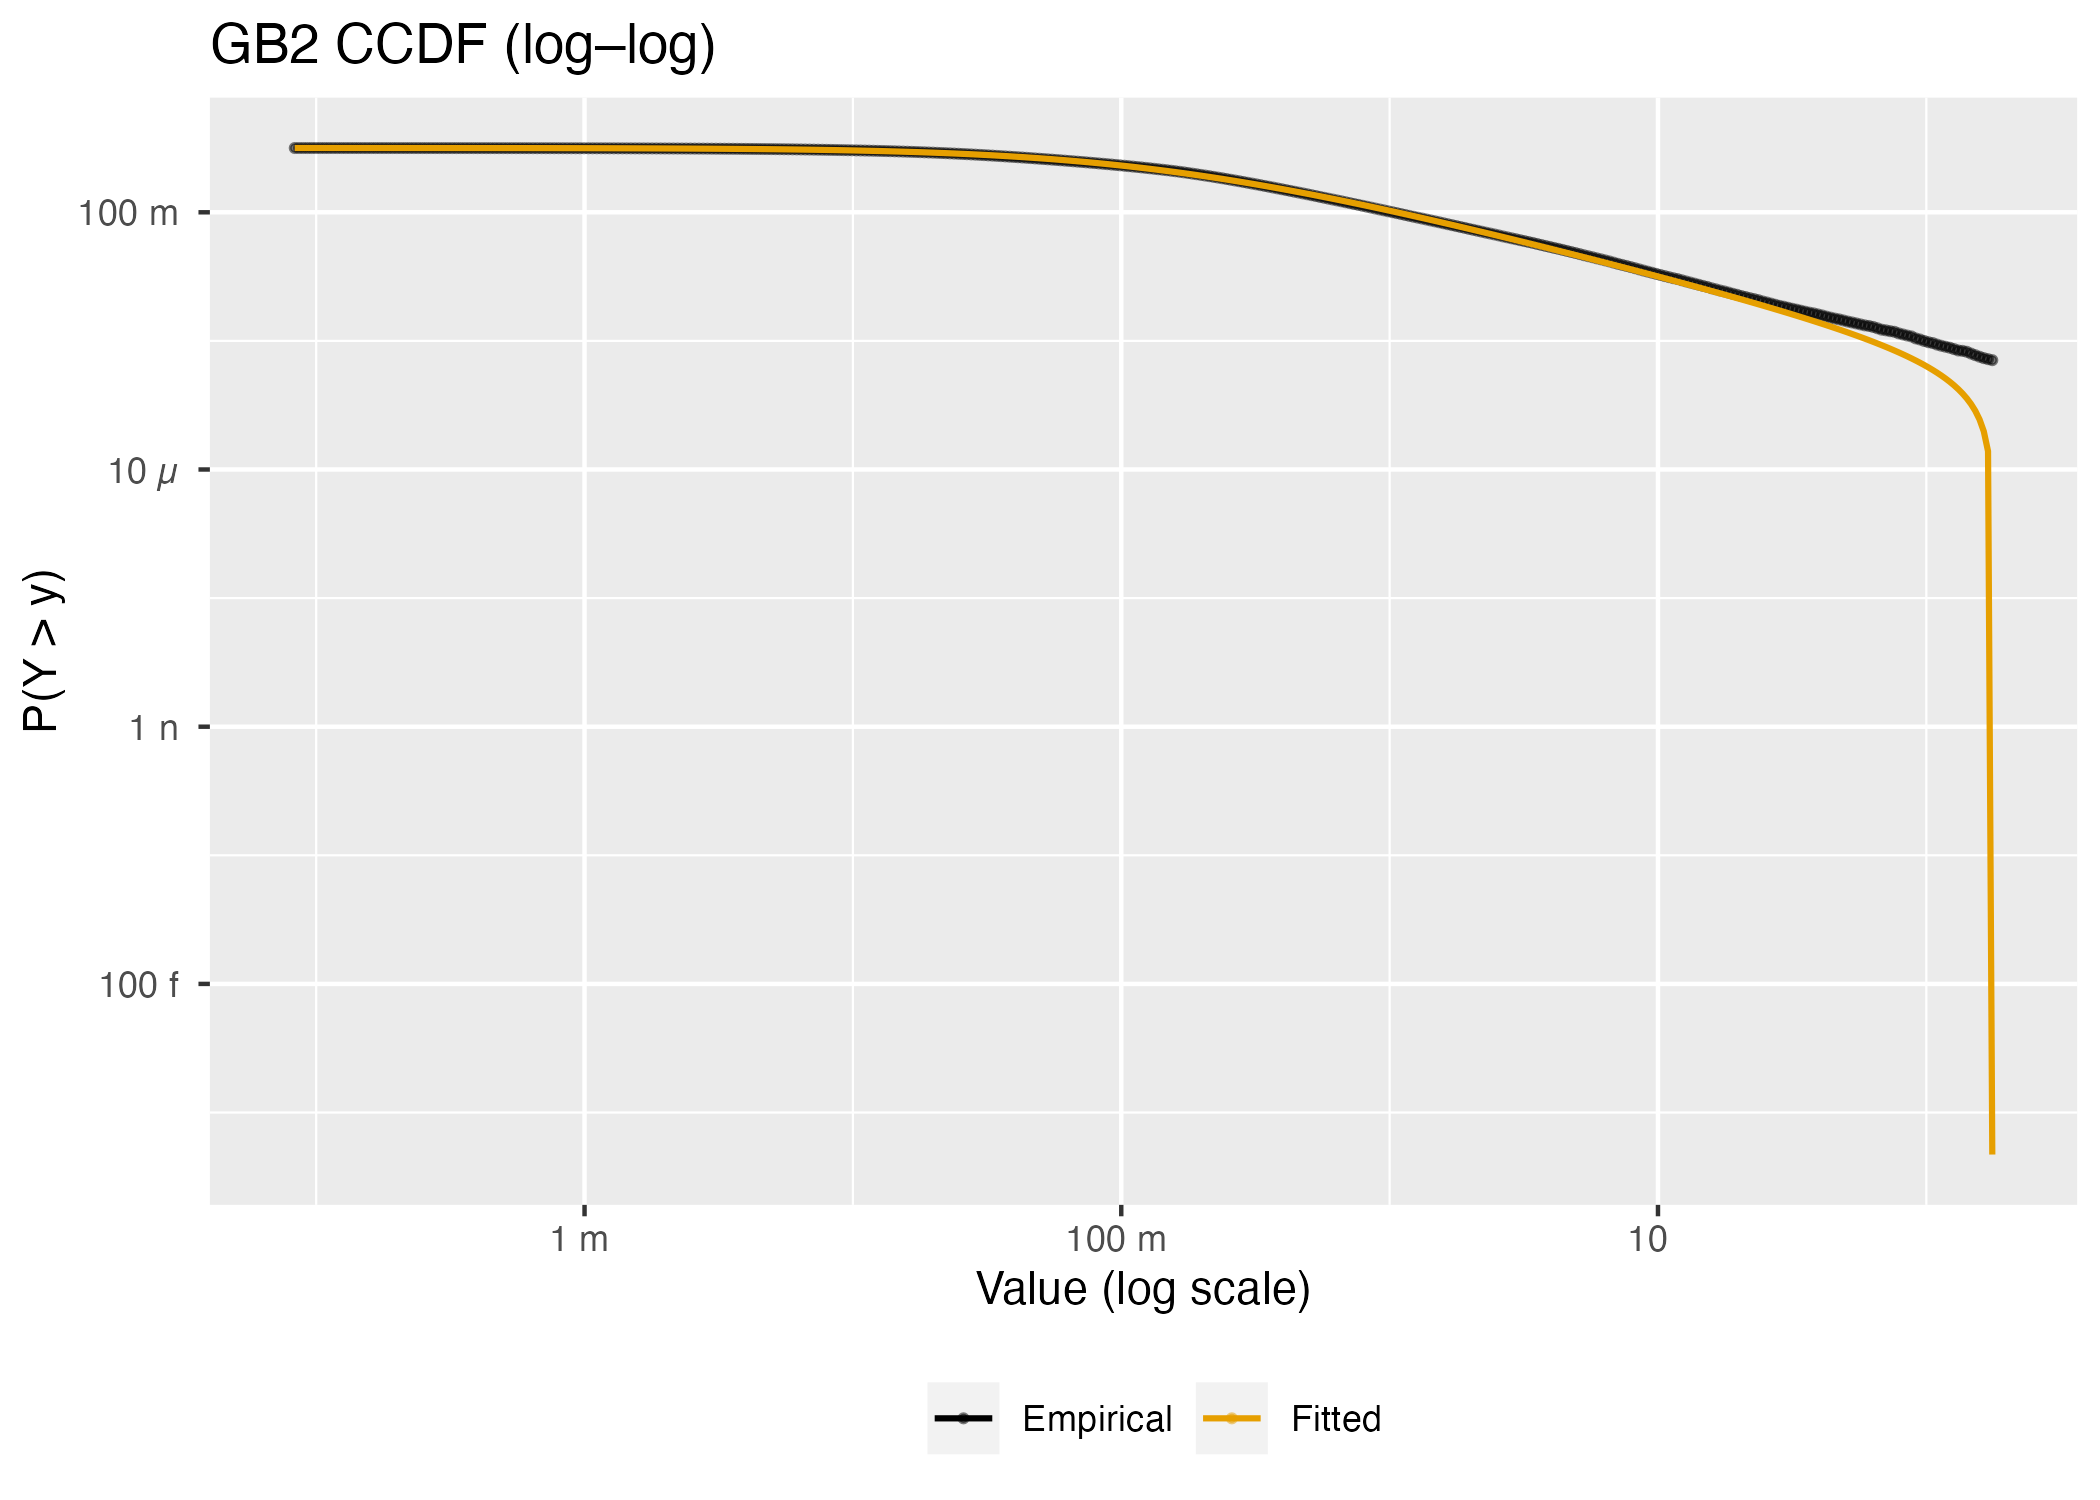 GB2 CCDF (log–log)
P(Y > y)
100 m
10 µ
1 n
100 f
1 m
100 m
10
Value (log scale)
Empirical
Fitted